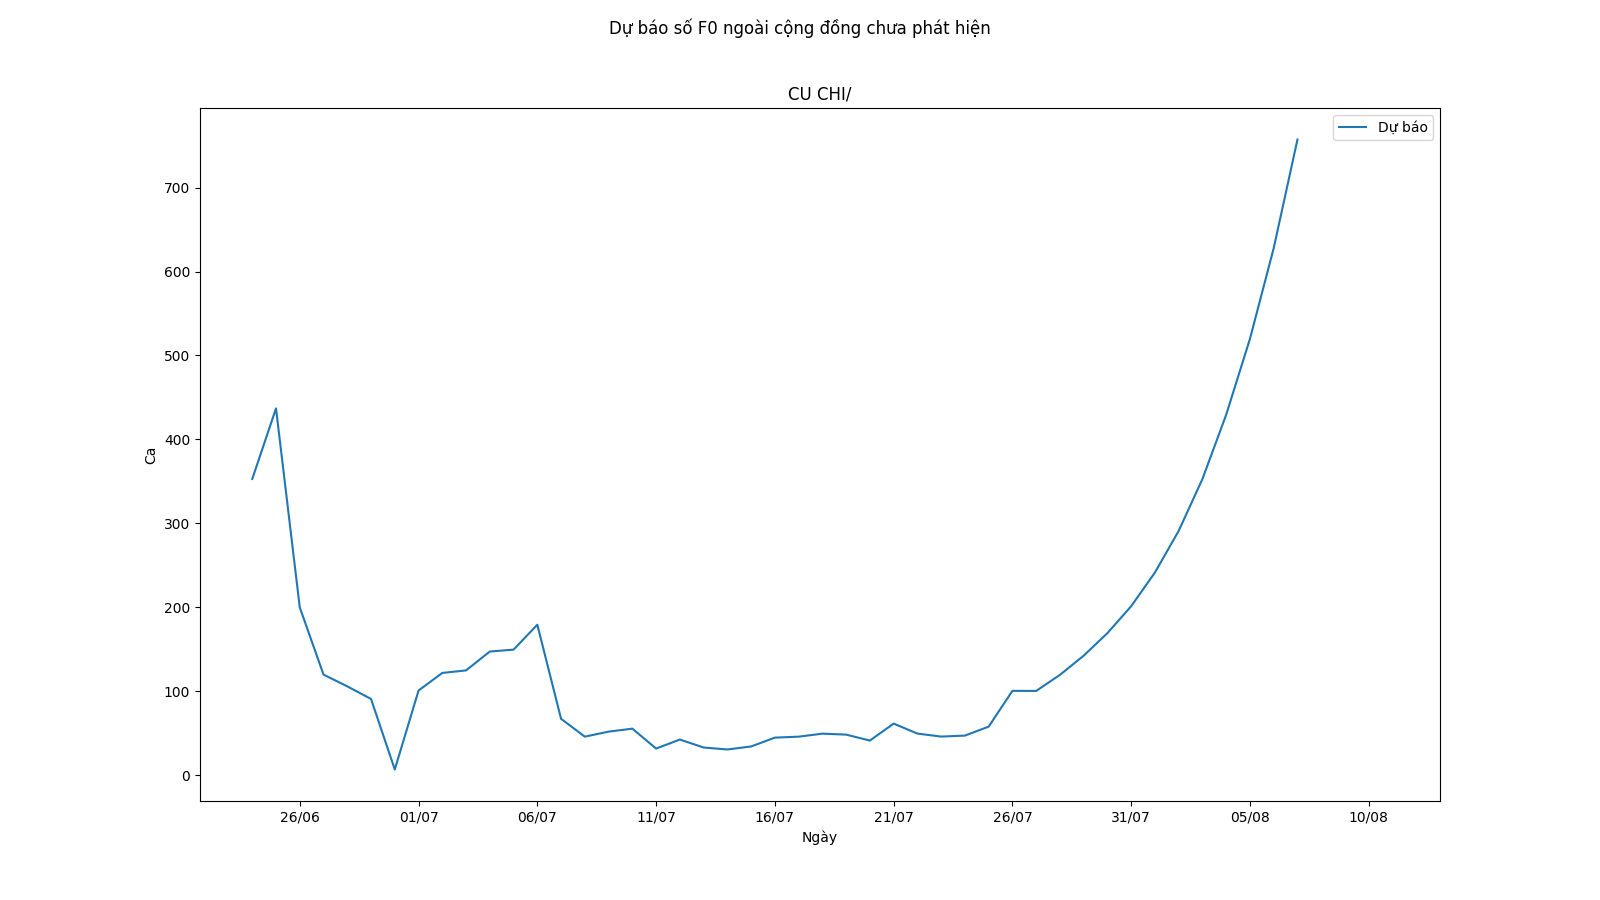 Dự báo số F0 ngoài cộng đồng chưa phát hiện
CU CHI/
Dự báo
700
600
500
400
300
200
100
0
Ca
26/06 01/07 06/07 11/07 16/07 21/07 26/07 31/07 05/08 10/08
Ngày